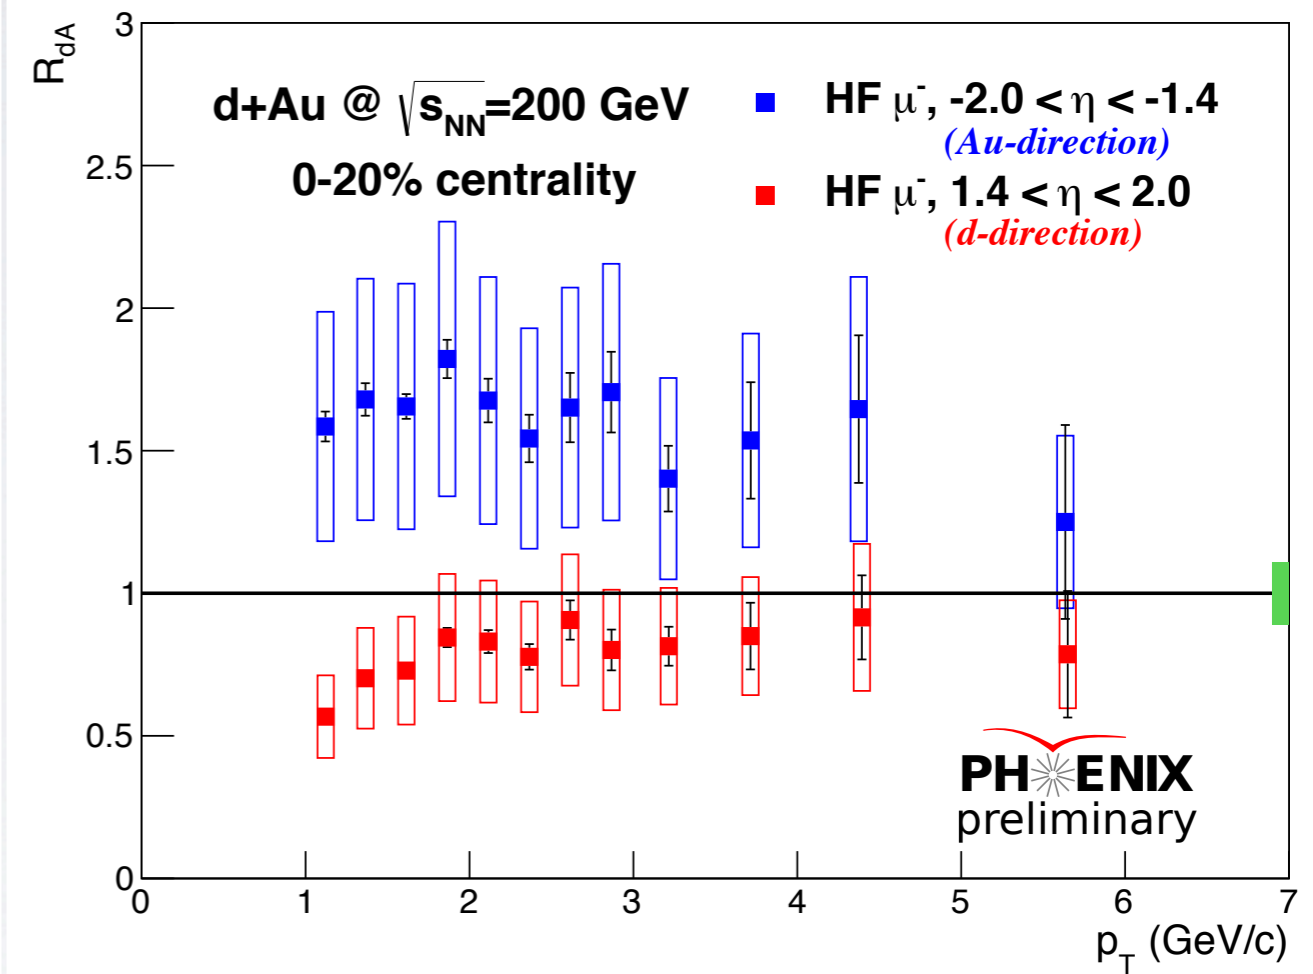 R_dA
3
2.5
2
1.5
1
0.5
0
d+Au @ √s_NN=200 GeV
0-20% centrality
HF μ⁻, -2.0 < η < -1.4
(Au-direction)
HF μ⁻, 1.4 < η < 2.0
(d-direction)
PHENIX
preliminary
0 1 2 3 4 5 6 7
p_T (GeV/c)